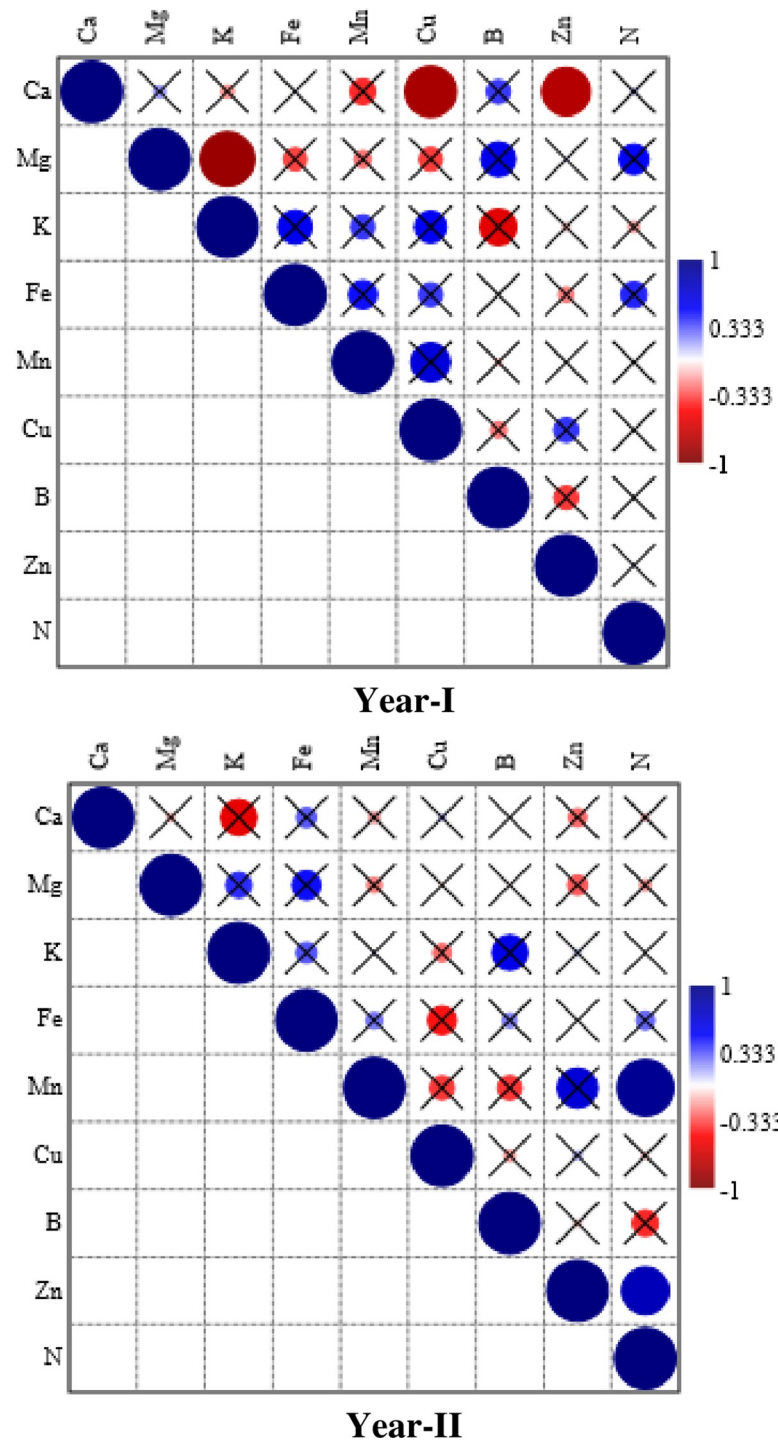 Ca Mg K Fe Mn Cu B Zn N
Ca
Mg
K
Fe
Mn
Cu
B
Zn
N
1
0.333
-0.333
-1
Year-I
Ca Mg K Fe Mn Cu B Zn N
Ca
Mg
K
Fe
Mn
Cu
B
Zn
N
1
0.333
-0.333
-1
Year-II